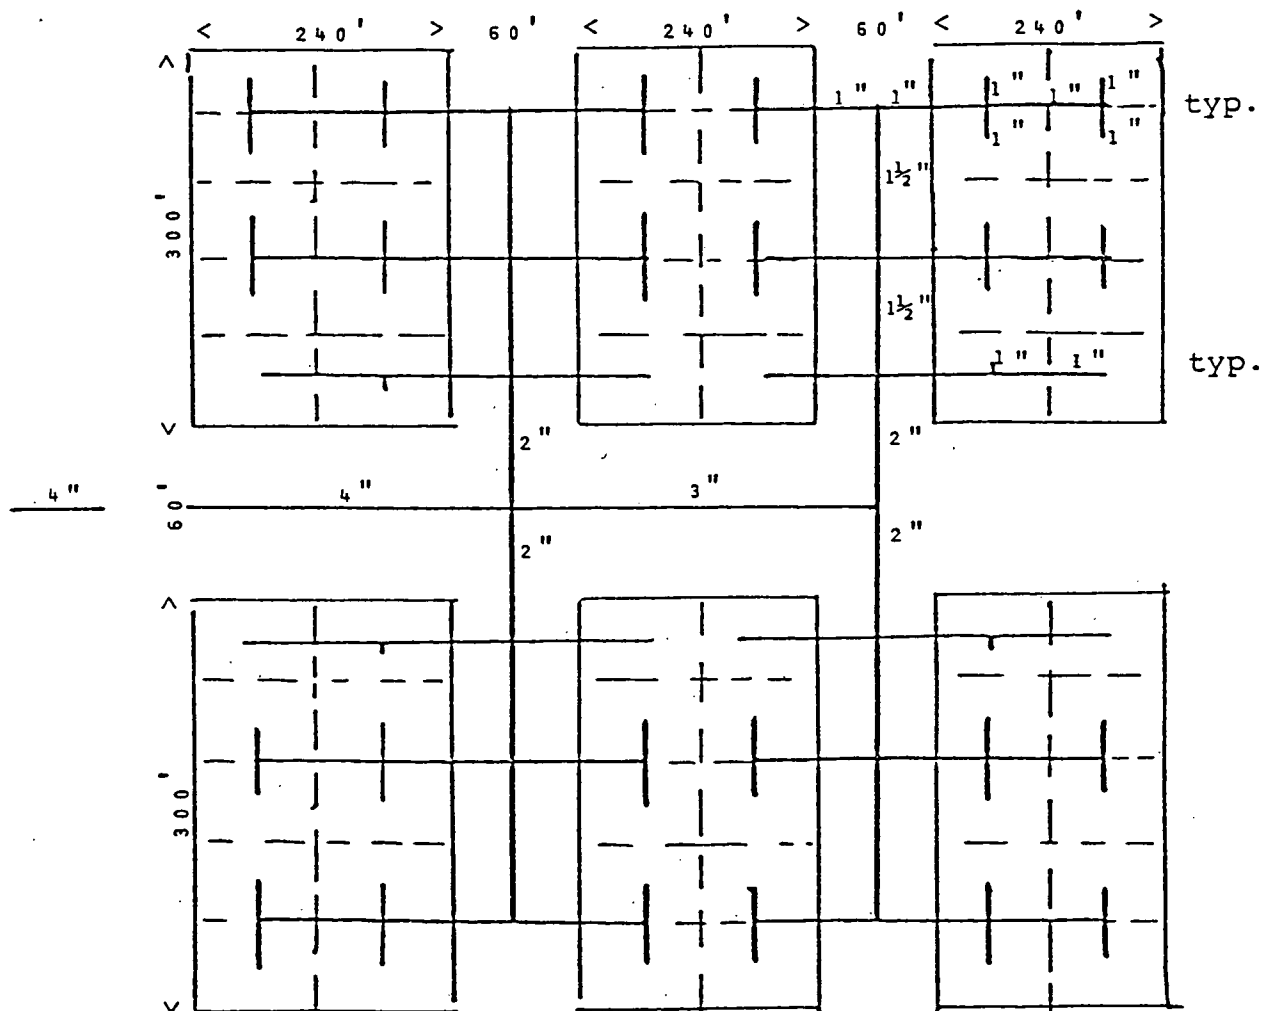 < 240' > 60' < 240' > 60' < 240' >
1" 1" 1" 1" 1" typ.
1" 1"
1½"
300'
1½"
1" 1" typ.
2" 2"
4" 60' 4" 3"
2" 2"
300'